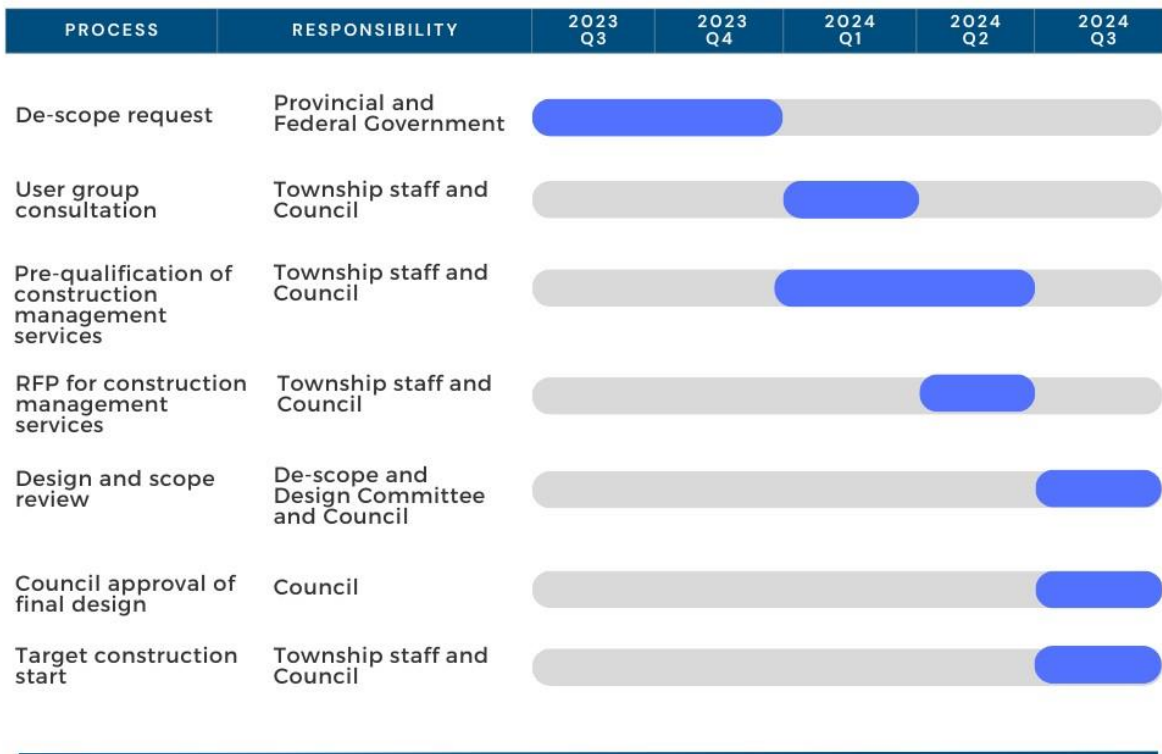 PROCESS
RESPONSIBILITY
2023
Q3
2023
Q4
2024
Q1
2024
Q2
2024
Q3
De-scope request
Provincial and
Federal Government
User group
consultation
Township staff and
Council
Pre-qualification of
construction
management
services
Township staff and
Council
RFP for construction
management
services
Township staff and
Council
Design and scope
review
De-scope and
Design Committee
and Council
Council approval of
final design
Council
Target construction
start
Township staff and
Council